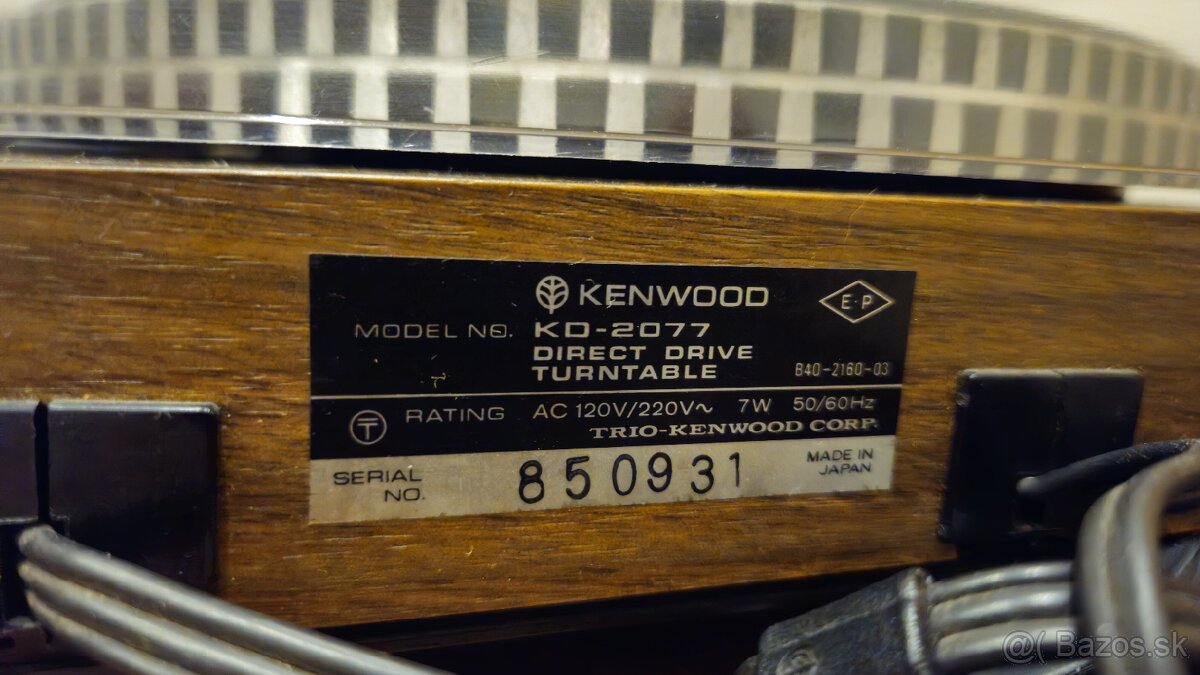 KENWOOD
E·P
MODEL NO. KD-2077
DIRECT DRIVE
TURNTABLE
B40-2160-03
T
RATING AC 120V/220V~ 7W 50/60Hz
TRIO-KENWOOD CORP.
SERIAL NO. 850931
MADE IN JAPAN
@( Bazos.sk